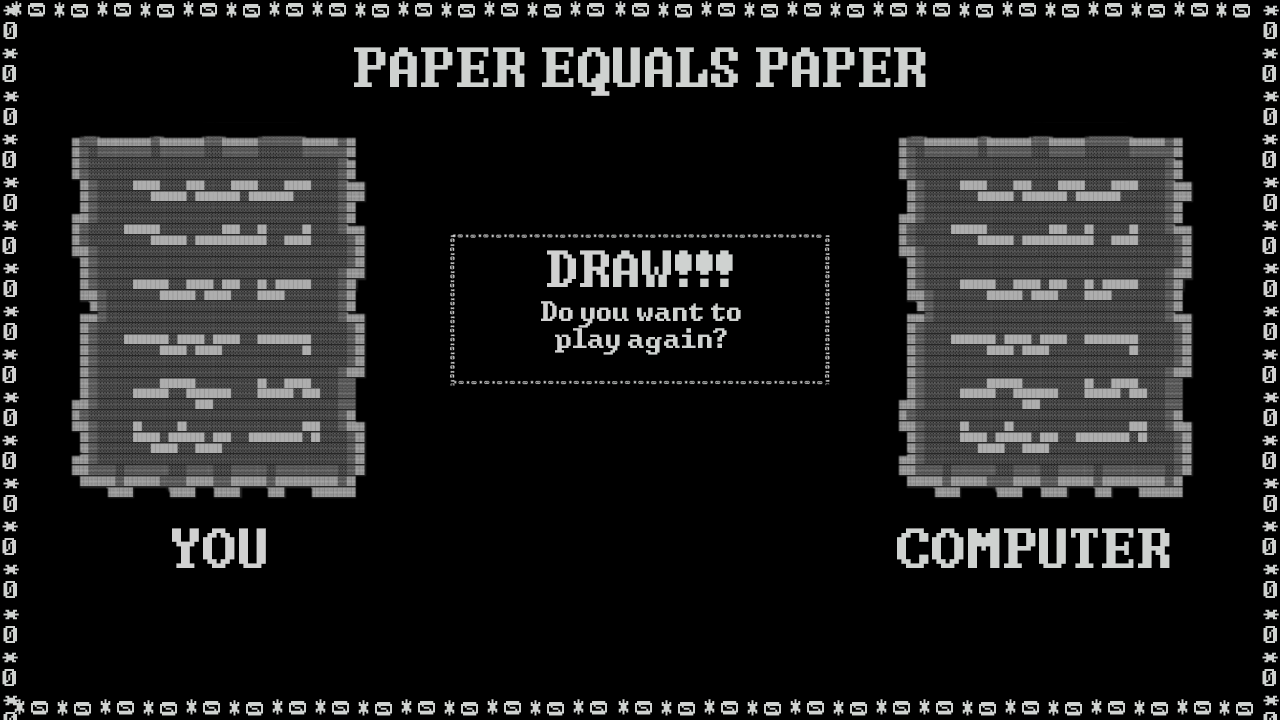 PAPER EQUALS PAPER
DRAW!!!
Do you want to
play again?
YOU
COMPUTER